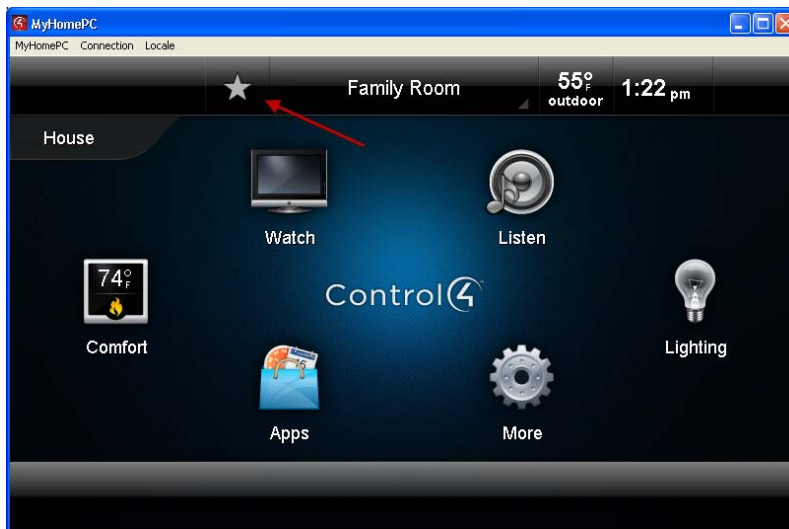 MyHomePC
MyHomePC Connection Locale
Family Room
55°F
outdoor
1:22 pm
House
Watch
Listen
74°F
Control4™
Comfort
Lighting
Apps
More